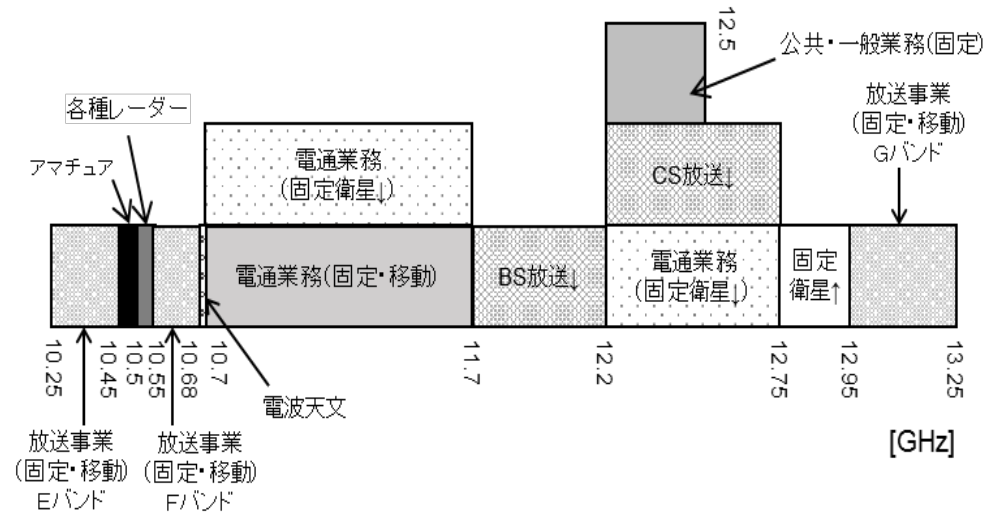 12.5
公共・一般業務(固定)
各種レーダー
放送事業
(固定・移動)
Gバンド
アマチュア
電通業務
(固定衛星↓)
CS放送↓
電通業務(固定・移動)
BS放送↓
電通業務
(固定衛星↓)
固定
衛星↑
10.25
10.45
10.5
10.55
10.68
10.7
11.7
12.2
12.75
12.95
13.25
電波天文
[GHz]
放送事業
(固定・移動)
Eバンド
放送事業
(固定・移動)
Fバンド